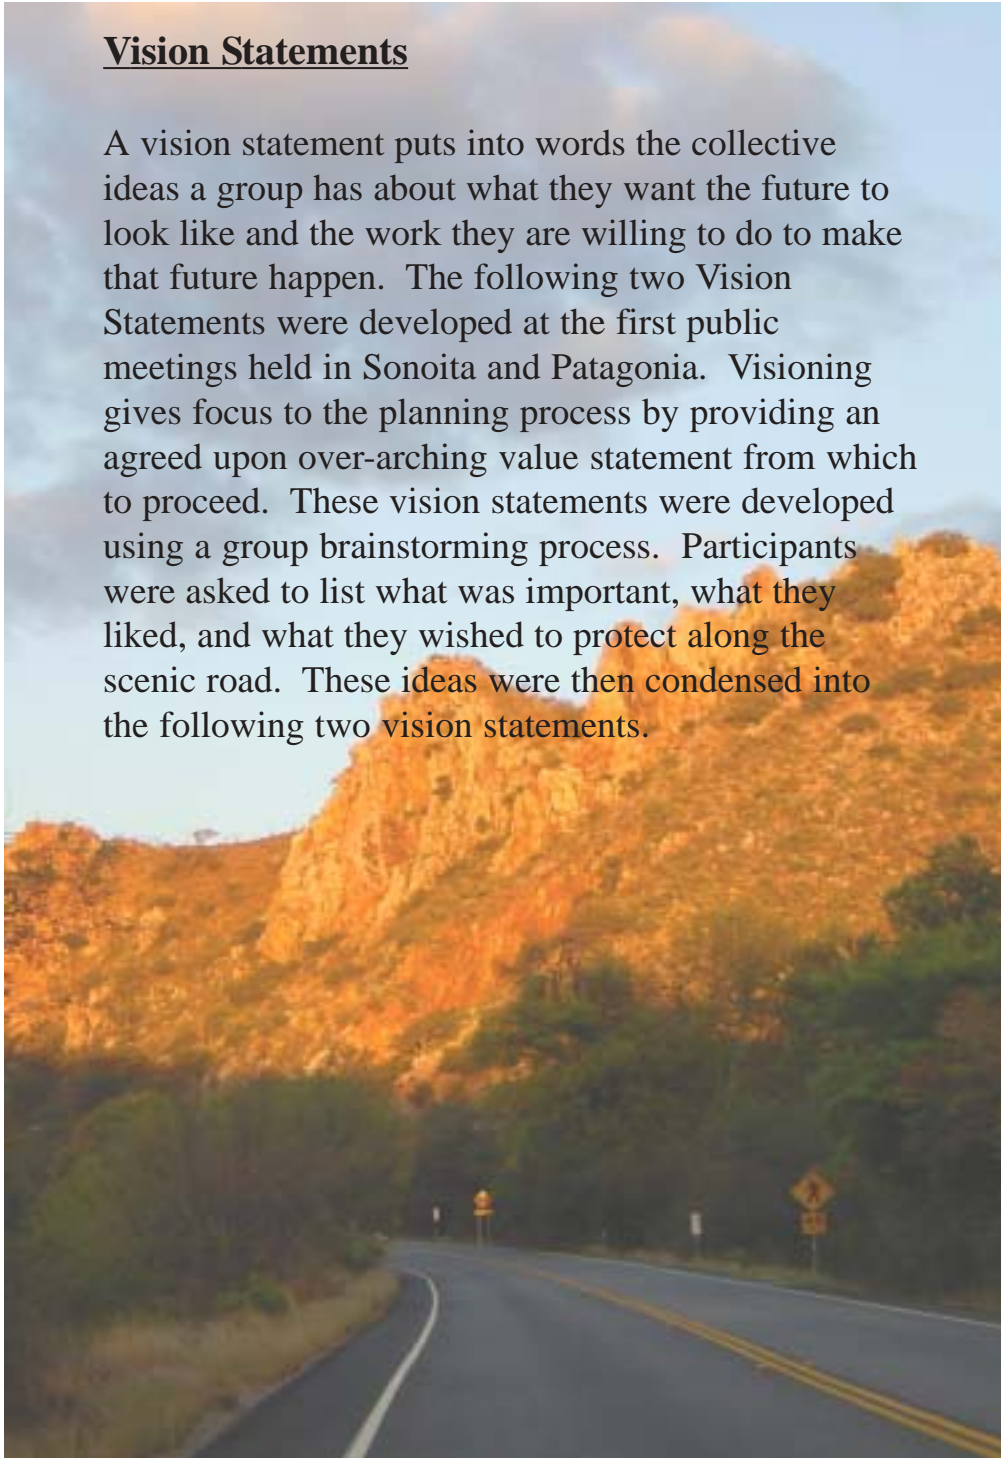 Vision Statements
A vision statement puts into words the collective
ideas a group has about what they want the future to
look like and the work they are willing to do to make
that future happen.  The following two Vision
Statements were developed at the first public
meetings held in Sonoita and Patagonia.  Visioning
gives focus to the planning process by providing an
agreed upon over-arching value statement from which
to proceed.  These vision statements were developed
using a group brainstorming process.  Participants
were asked to list what was important, what they
liked, and what they wished to protect along the
scenic road.  These ideas were then condensed into
the following two vision statements.